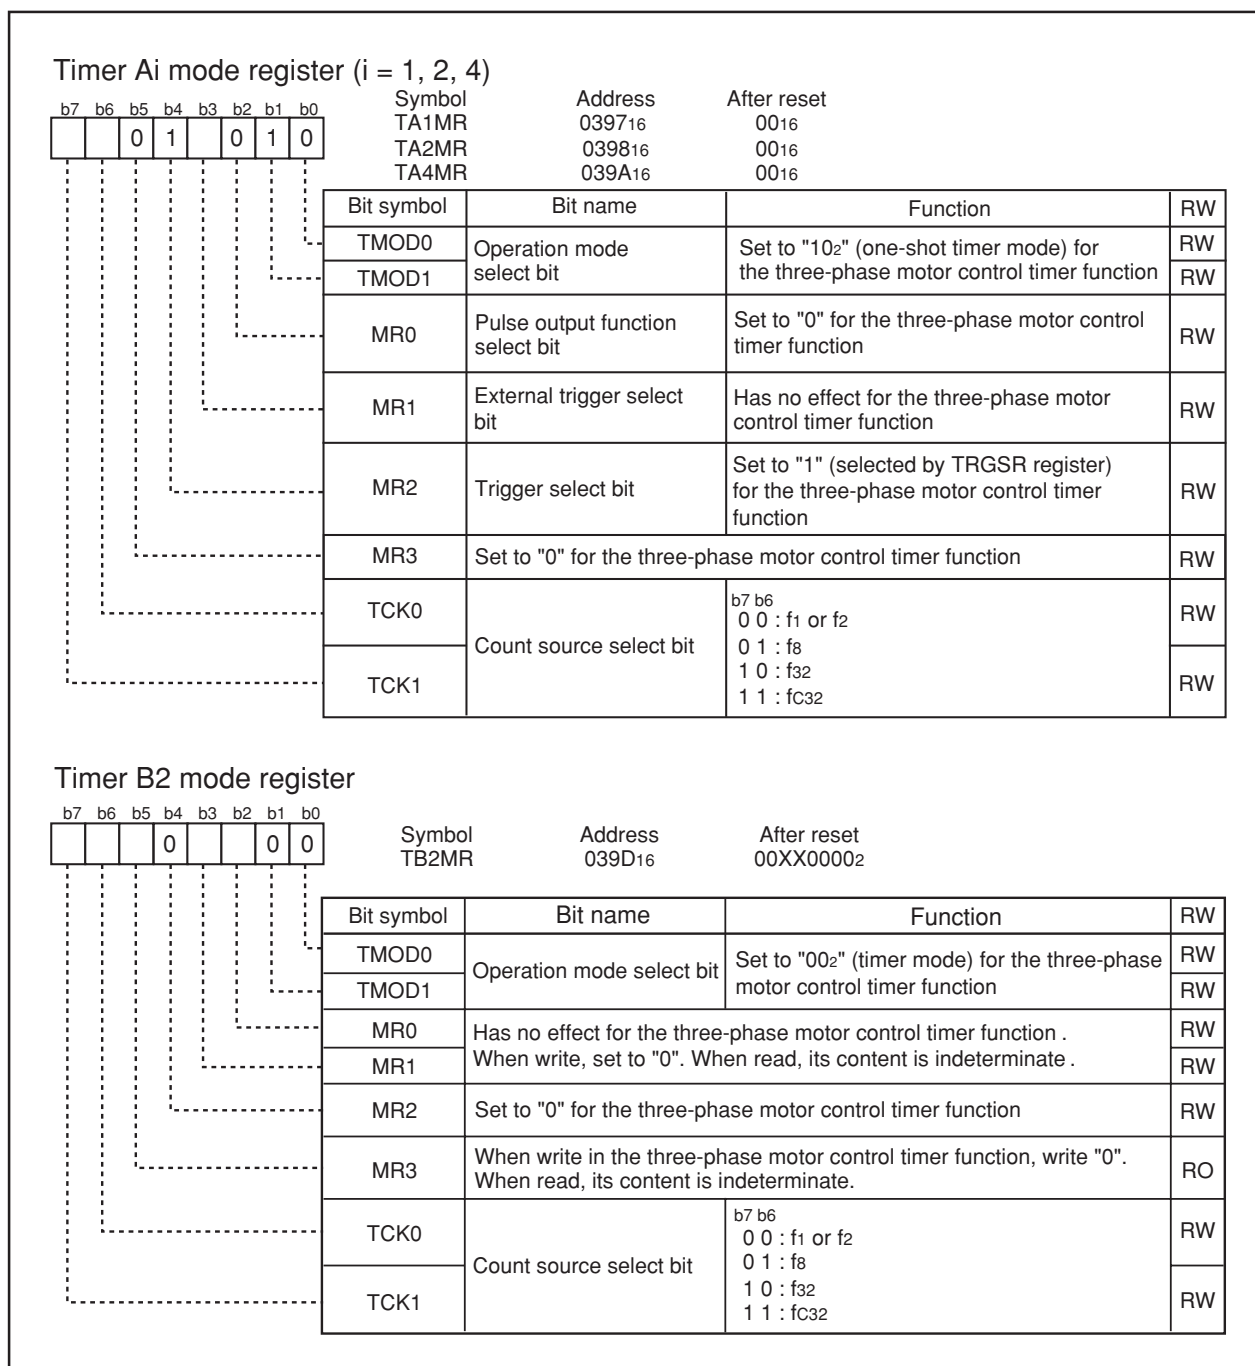 Timer Ai mode register (i = 1, 2, 4)
Symbol Address After reset
b7 b6 b5 b4 b3 b2 b1 b0
TA1MR 039716 0016
0 1 0 1 0
TA2MR 039816 0016
TA4MR 039A16 0016
Bit symbol Bit name Function RW
TMOD0 Operation mode select bit Set to "102" (one-shot timer mode) for RW
TMOD1 the three-phase motor control timer function RW
MR0 Pulse output function Set to "0" for the three-phase motor control RW
select bit timer function
MR1 External trigger select Has no effect for the three-phase motor RW
bit control timer function
Set to "1" (selected by TRGSR register)
MR2 Trigger select bit for the three-phase motor control timer RW
function
MR3 Set to "0" for the three-phase motor control timer function RW
b7 b6
TCK0 0 0 : f1 or f2 RW
Count source select bit 0 1 : f8
1 0 : f32
TCK1 1 1 : fC32 RW
Timer B2 mode register
b7 b6 b5 b4 b3 b2 b1 b0
Symbol Address After reset
0 0 0
TB2MR 039D16 00XX00002
Bit symbol Bit name Function RW
TMOD0 Operation mode select bit Set to "002" (timer mode) for the three-phase RW
TMOD1 motor control timer function RW
MR0 Has no effect for the three-phase motor control timer function . RW
MR1 When write, set to "0". When read, its content is indeterminate . RW
MR2 Set to "0" for the three-phase motor control timer function RW
When write in the three-phase motor control timer function, write "0".
MR3 When read, its content is indeterminate. RO
b7 b6
TCK0 0 0 : f1 or f2 RW
Count source select bit 0 1 : f8
1 0 : f32
TCK1 1 1 : fC32 RW